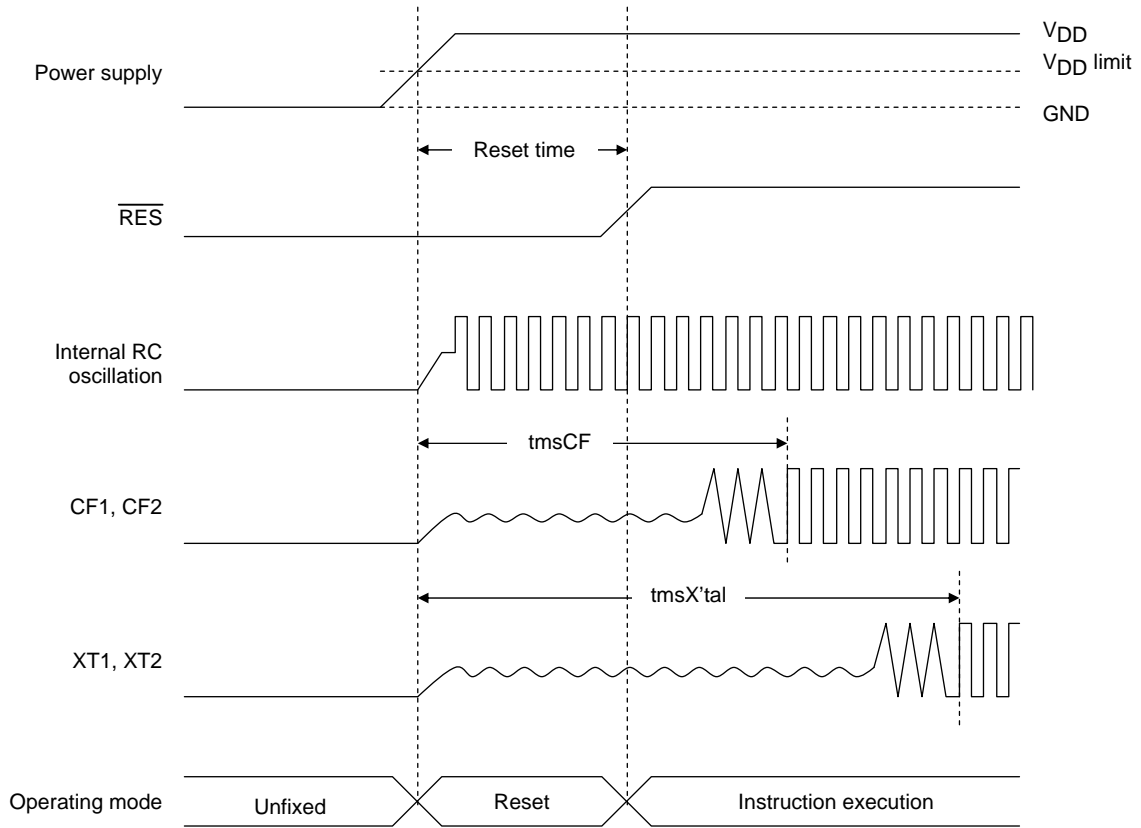 VDD
Power supply
VDD limit
GND
Reset time
RES
Internal RC
oscillation
tmsCF
CF1, CF2
tmsX'tal
XT1, XT2
Operating mode
Unfixed
Reset
Instruction execution